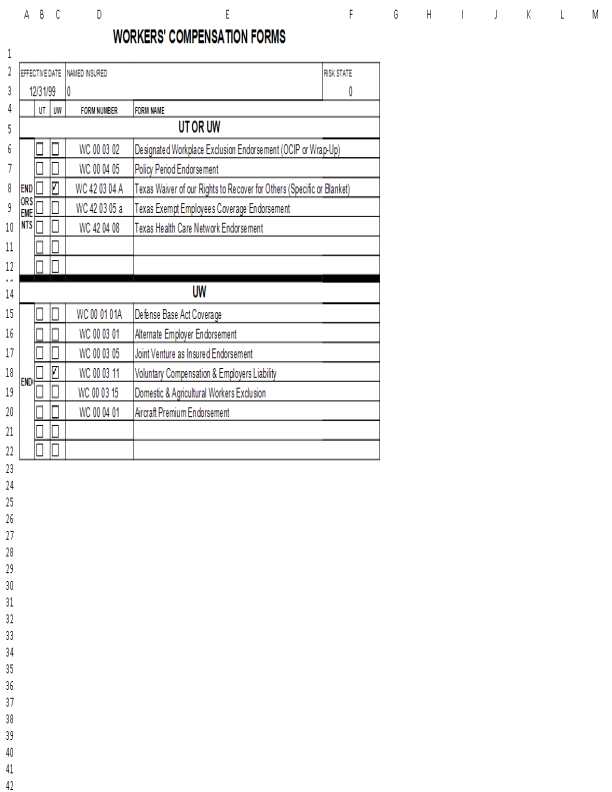 A B C D E F G H I J K L M
WORKERS' COMPENSATION FORMS
1
2 EFFECTIVE DATE NAMED INSURED RISK STATE
3 12/31/99 0 0
4 UT UW FORM NUMBER FORM NAME
5 UT OR UW
6 WC 00 03 02 Designated Workplace Exclusion Endorsement (OCIP or Wrap-Up)
7 WC 00 04 05 Policy Period Endorsement
8 END WC 42 03 04 A Texas Waiver of our Rights to Recover for Others (Specific or Blanket)
9 ORS EME WC 42 03 05 a Texas Exempt Employees Coverage Endorsement
10 NTS WC 42 04 08 Texas Health Care Network Endorsement
11
12
14 UW
15 WC 00 01 01A Defense Base Act Coverage
16 WC 00 03 01 Alternate Employer Endorsement
17 WC 00 03 05 Joint Venture as Insured Endorsement
18 WC 00 03 11 Voluntary Compensation & Employers Liability
19 END WC 00 03 15 Domestic & Agricultural Workers Exclusion
20 WC 00 04 01 Aircraft Premium Endorsement
21
22
23
24
25
26
27
28
29
30
31
32
33
34
35
36
37
38
39
40
41
42